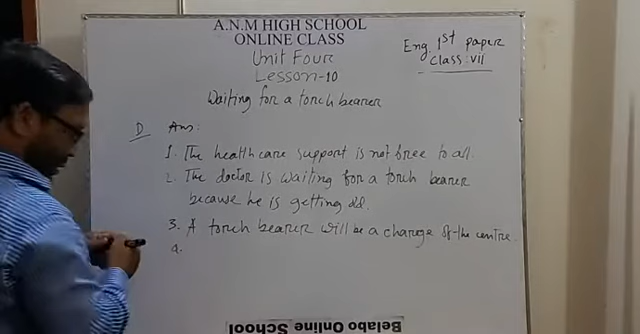 A.N.M HIGH SCHOOL
ONLINE CLASS
Unit Four
Lesson-10
Eng. 1st paper
Class: VII
Waiting for a torch bearer
D Ans:
1. The health care support is not free to all.
2. The doctor is waiting for a torch bearer
because he is getting old.
3. A torch bearer will be a charge of the centre.
4.
Belabo Online School